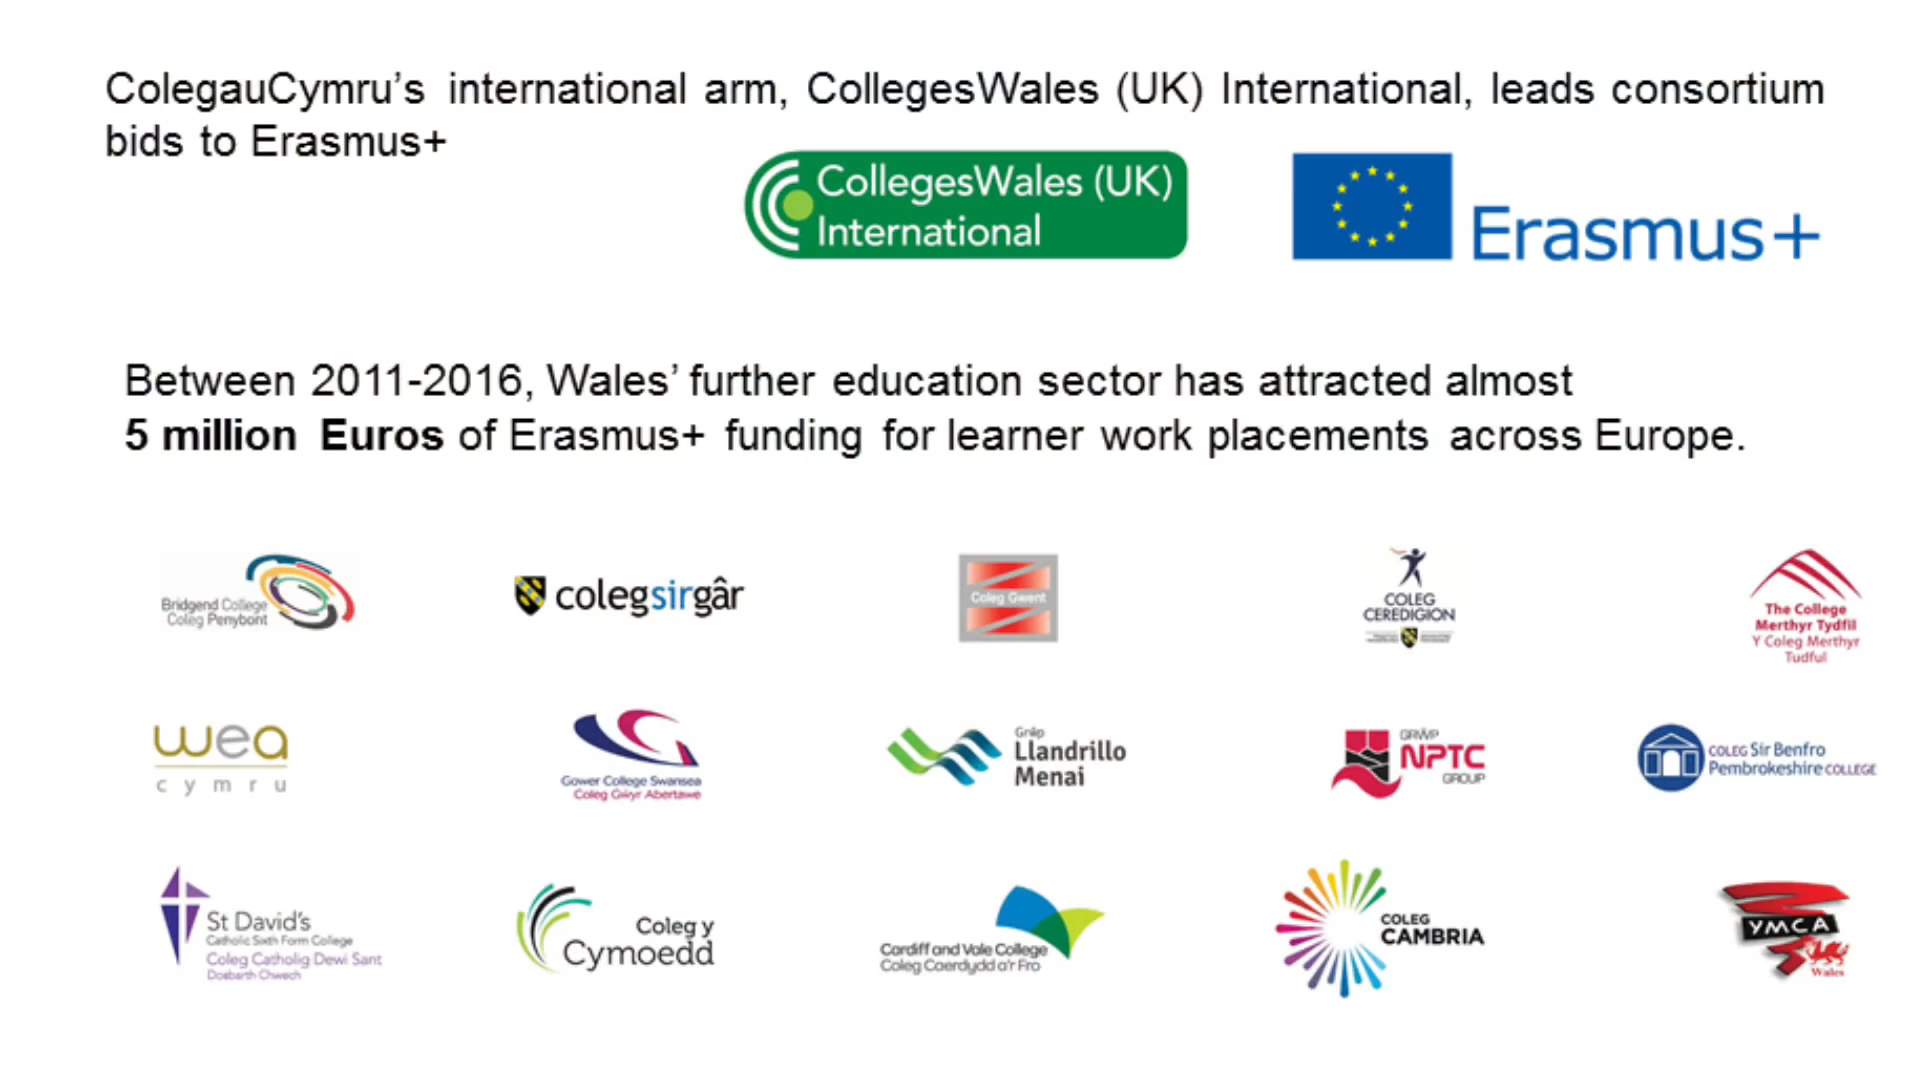 ColegauCymru's international arm, CollegesWales (UK) International, leads consortium
bids to Erasmus+
CollegesWales (UK)
International
Erasmus+
Between 2011-2016, Wales' further education sector has attracted almost
5 million Euros of Erasmus+ funding for learner work placements across Europe.
Bridgend College
Coleg Penybont
colegsirgâr
Coleg Gwent
COLEG
CEREDIGION
The College
Merthyr Tydfil
Y Coleg Merthyr
Tudful
wea
cymru
Gower College Swansea
Coleg Gŵyr Abertawe
Grŵp
Llandrillo
Menai
GRŴP
NPTC
GROUP
COLEG Sir Benfro
Pembrokeshire COLLEGE
St David's
Catholic Sixth Form College
Coleg Catholig Dewi Sant
Dosbarth Chwech
Coleg y
Cymoedd
Cardiff and Vale College
Coleg Caerdydd a'r Fro
COLEG
CAMBRIA
YMCA
Wales